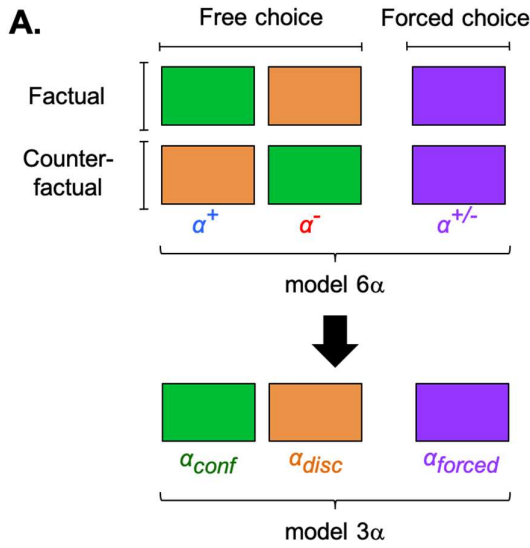 A.
Free choice
Forced choice
Factual
Counter-
factual
α+
α-
α+/-
model 6α
αconf
αdisc
αforced
model 3α